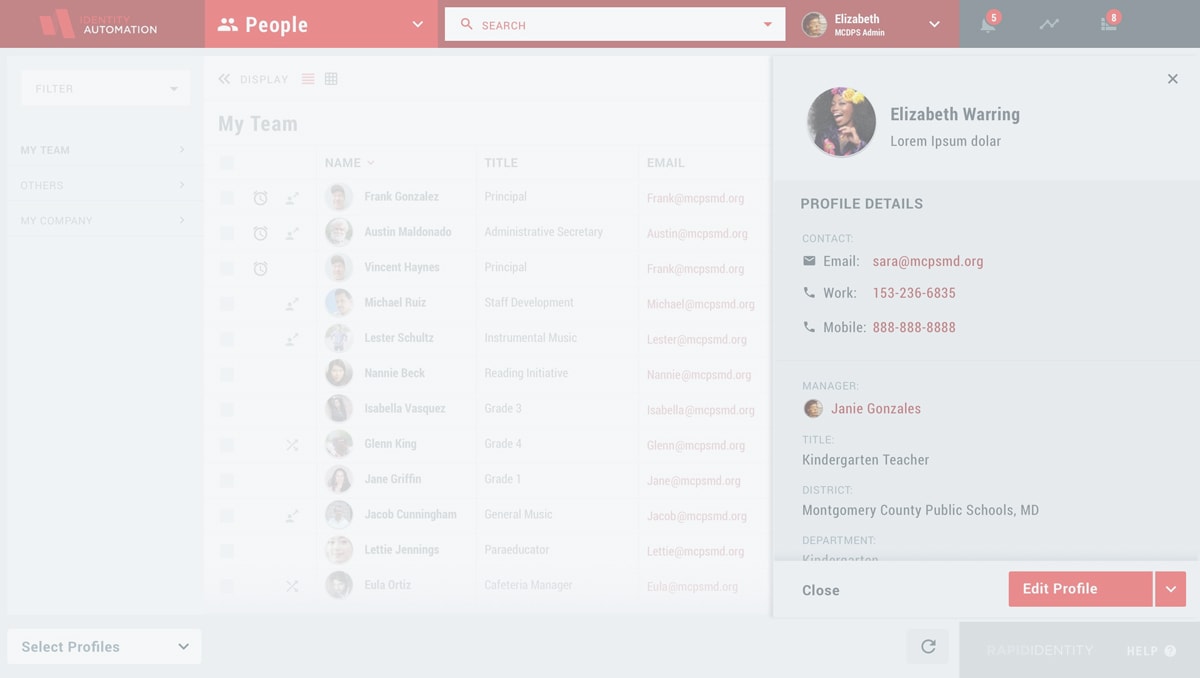 IDENTITY
AUTOMATION
People
SEARCH
Elizabeth
MCDPS Admin
5
8
FILTER
MY TEAM
OTHERS
MY COMPANY
DISPLAY
My Team
NAME TITLE EMAIL
Frank Gonzalez Principal Frank@mcpsmd.org
Austin Maldonado Administrative Secretary Austin@mcpsmd.org
Vincent Haynes Principal Frank@mcpsmd.org
Michael Ruiz Staff Development Michael@mcpsmd.org
Lester Schultz Instrumental Music Lester@mcpsmd.org
Nannie Beck Reading Initiative Nannie@mcpsmd.org
Isabella Vasquez Grade 3 Isabella@mcpsmd.org
Glenn King Grade 4 Glenn@mcpsmd.org
Jane Griffin Grade 1 Jane@mcpsmd.org
Jacob Cunningham General Music Jacob@mcpsmd.org
Lettie Jennings Paraeducator Lettie@mcpsmd.org
Eula Ortiz Cafeteria Manager Eula@mcpsmd.org
Elizabeth Warring
Lorem Ipsum dolar
PROFILE DETAILS
CONTACT:
Email: sara@mcpsmd.org
Work: 153-236-6835
Mobile: 888-888-8888
MANAGER:
Janie Gonzales
TITLE:
Kindergarten Teacher
DISTRICT:
Montgomery County Public Schools, MD
DEPARTMENT:
Kindergarten
Close
Edit Profile
Select Profiles
RAPIDIDENTITY
HELP ?